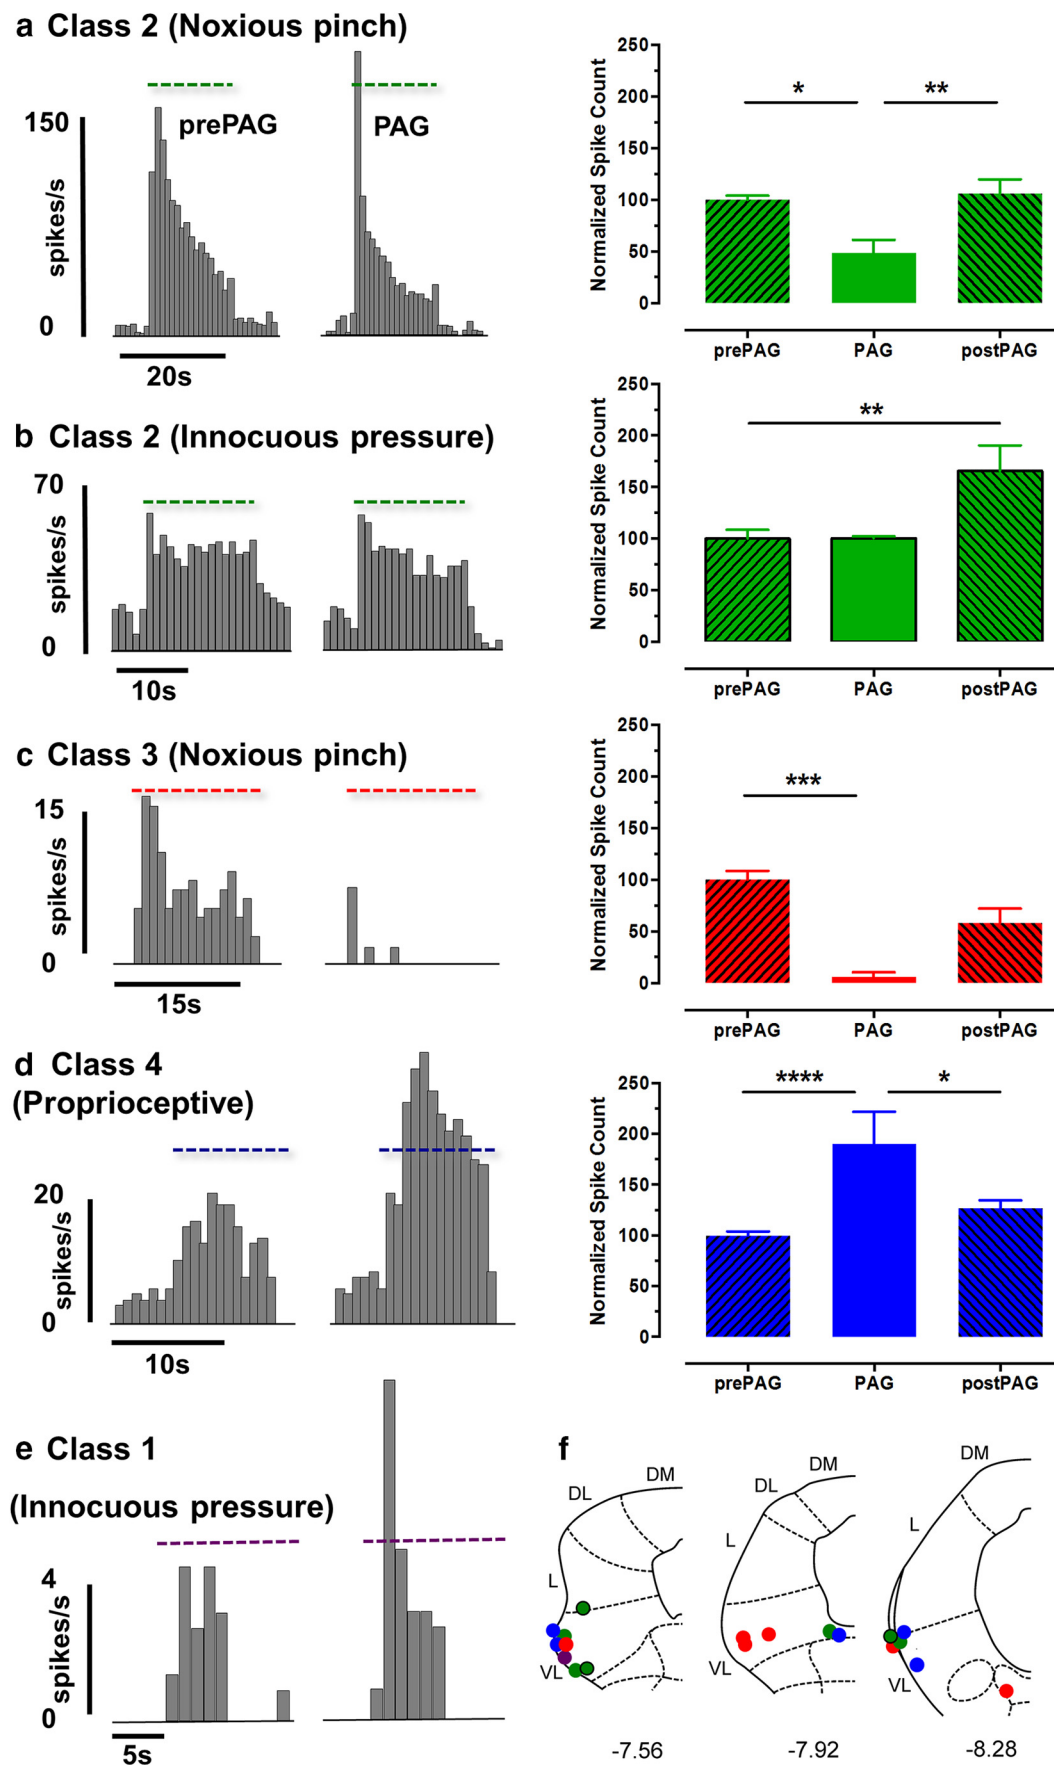 a Class 2 (Noxious pinch)
prePAG
PAG
150
0
spikes/s
20s
Normalized Spike Count
250
200
150
100
50
0
*
**
prePAG
PAG
postPAG
b Class 2 (Innocuous pressure)
70
0
spikes/s
10s
Normalized Spike Count
250
200
150
100
50
0
**
prePAG
PAG
postPAG
c Class 3 (Noxious pinch)
15
0
spikes/s
15s
Normalized Spike Count
250
200
150
100
50
0
***
prePAG
PAG
postPAG
d Class 4
(Proprioceptive)
20
0
spikes/s
10s
Normalized Spike Count
250
200
150
100
50
0
****
*
prePAG
PAG
postPAG
e Class 1
(Innocuous pressure)
4
0
spikes/s
5s
f
DM
DL
L
VL
-7.56
DM
DL
L
VL
-7.92
DM
L
VL
-8.28